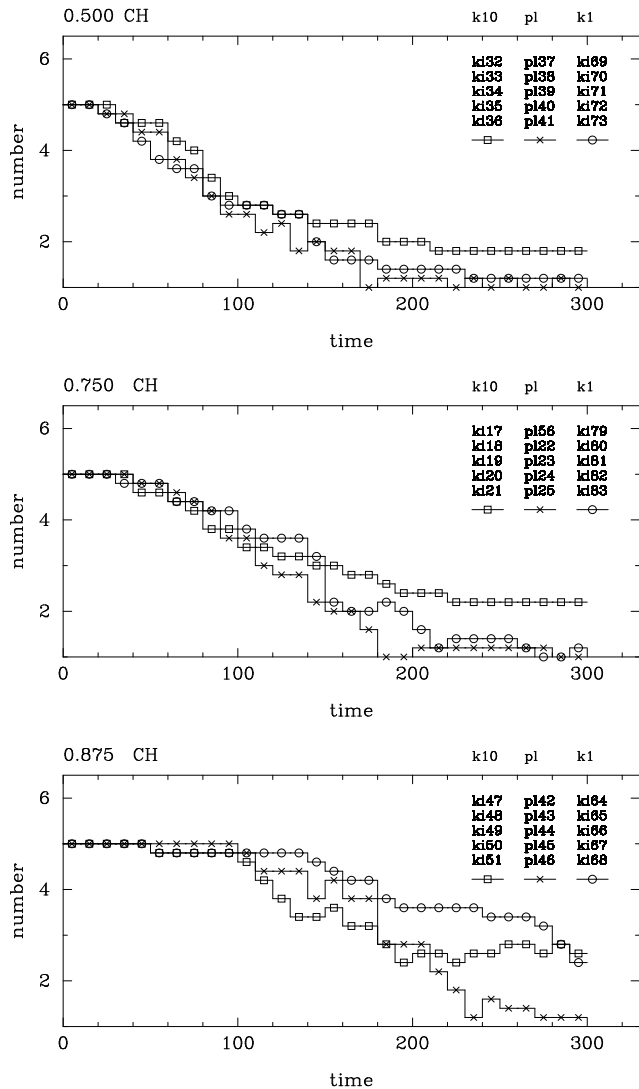 0.500 CH k10 pl k1
ki32 pl37 ki69
ki33 pl38 ki70
ki34 pl39 ki71
ki35 pl40 ki72
ki36 pl41 ki73
6
4
2
number
0 100 200 300
time
0.750 CH k10 pl k1
ki17 pl56 ki79
ki18 pl22 ki80
ki19 pl23 ki81
ki20 pl24 ki82
ki21 pl25 ki83
6
4
2
number
0 100 200 300
time
0.875 CH k10 pl k1
ki47 pl42 ki64
ki48 pl43 ki65
ki49 pl44 ki66
ki50 pl45 ki67
ki51 pl46 ki68
6
4
2
number
0 100 200 300
time